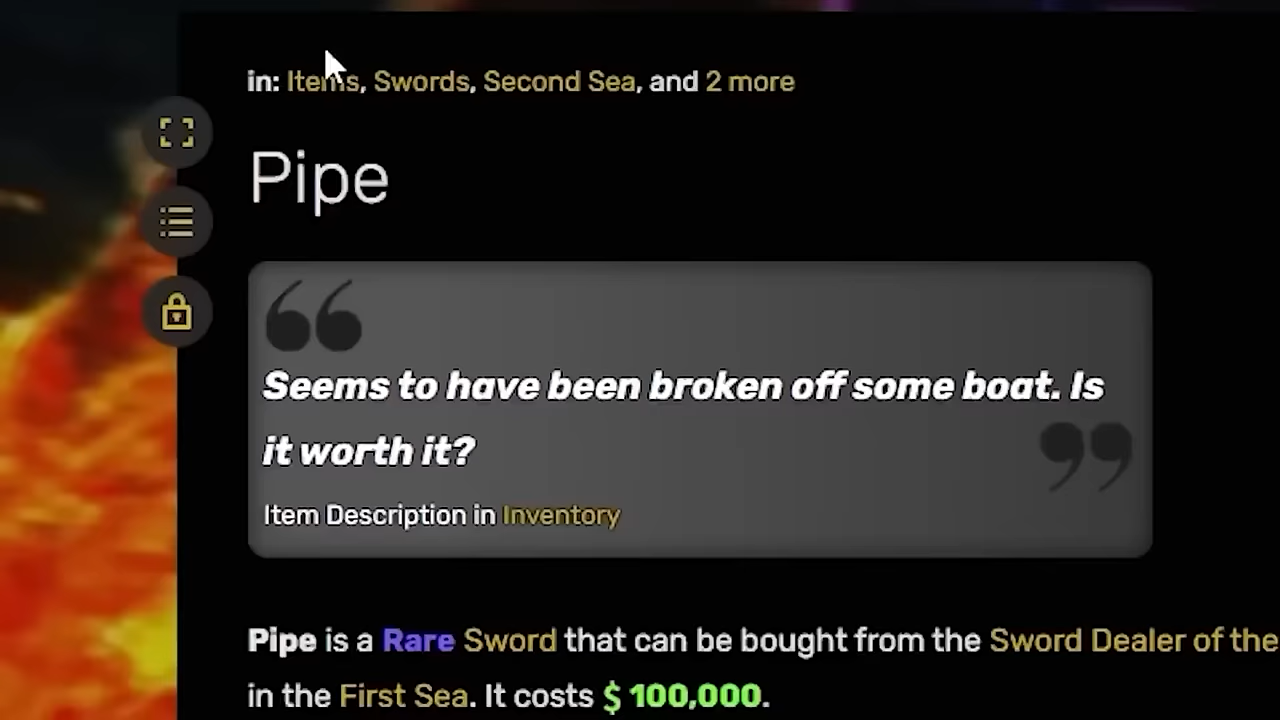 in: Items, Swords, Second Sea, and 2 more
Pipe
Seems to have been broken off some boat. Is
it worth it?
Item Description in Inventory
Pipe is a Rare Sword that can be bought from the Sword Dealer of the
in the First Sea. It costs $ 100,000.